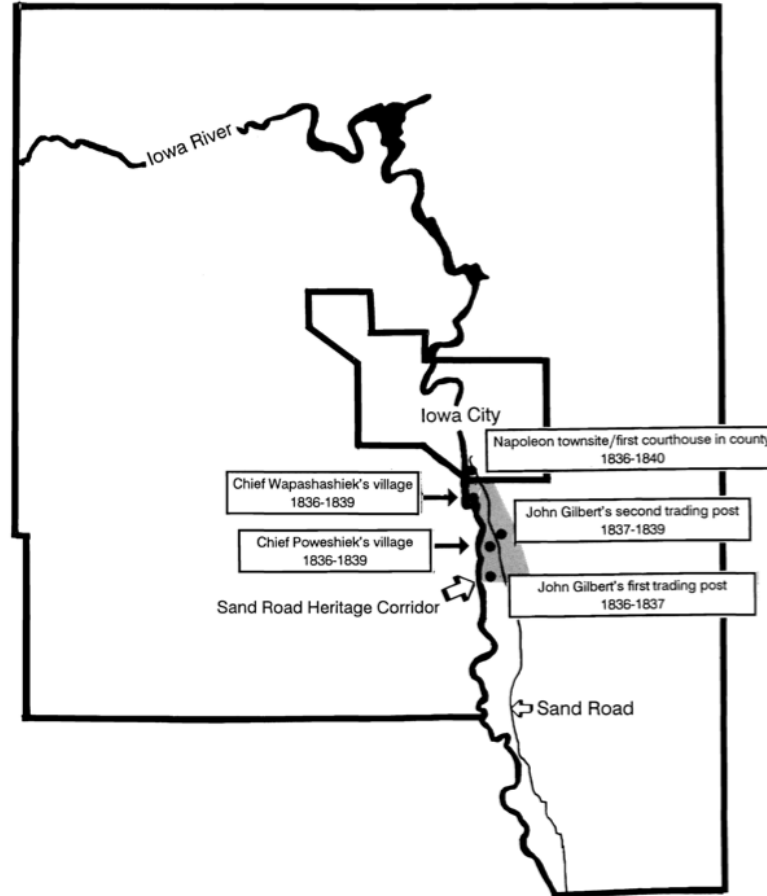 Iowa River
Iowa City
Napoleon townsite/first courthouse in county
1836-1840
Chief Wapashashiek's village
1836-1839
John Gilbert's second trading post
1837-1839
Chief Poweshiek's village
1836-1839
John Gilbert's first trading post
1836-1837
Sand Road Heritage Corridor
Sand Road